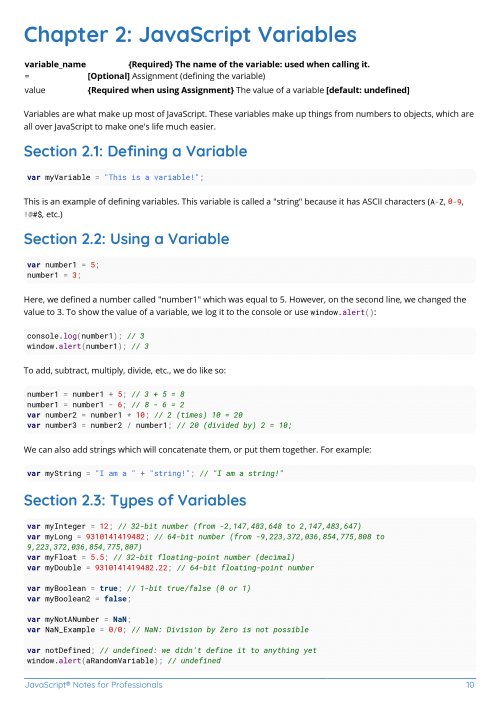 Chapter 2: JavaScript Variables
variable_name {Required} The name of the variable: used when calling it.
= [Optional] Assignment (defining the variable)
value {Required when using Assignment} The value of a variable [default: undefined]
Variables are what make up most of JavaScript. These variables make up things from numbers to objects, which are
all over JavaScript to make one's life much easier.
Section 2.1: Defining a Variable
var myVariable = "This is a variable!";
This is an example of defining variables. This variable is called a "string" because it has ASCII characters (A-Z, 0-9,
!@#$, etc.)
Section 2.2: Using a Variable
var number1 = 5;
number1 = 3;
Here, we defined a number called "number1" which was equal to 5. However, on the second line, we changed the
value to 3. To show the value of a variable, we log it to the console or use window.alert():
console.log(number1); // 3
window.alert(number1); // 3
To add, subtract, multiply, divide, etc., we do like so:
number1 = number1 + 5; // 3 + 5 = 8
number1 = number1 - 6; // 8 - 6 = 2
var number2 = number1 * 10; // 2 (times) 10 = 20
var number3 = number2 / number1; // 20 (divided by) 2 = 10;
We can also add strings which will concatenate them, or put them together. For example:
var myString = "I am a " + "string!"; // "I am a string!"
Section 2.3: Types of Variables
var myInteger = 12; // 32-bit number (from -2,147,483,648 to 2,147,483,647)
var myLong = 9310141419482; // 64-bit number (from -9,223,372,036,854,775,808 to
9,223,372,036,854,775,807)
var myFloat = 5.5; // 32-bit floating-point number (decimal)
var myDouble = 9310141419482.22; // 64-bit floating-point number
var myBoolean = true; // 1-bit true/false (0 or 1)
var myBoolean2 = false;
var myNotANumber = NaN;
var NaN_Example = 0/0; // NaN: Division by Zero is not possible
var notDefined; // undefined: we didn't define it to anything yet
window.alert(aRandomVariable); // undefined
JavaScript® Notes for Professionals 10